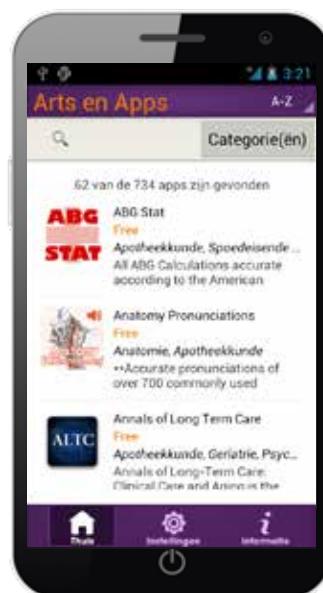 3:21
Arts en Apps A-Z
Categorie(ën)
62 van de 734 apps zijn gevonden
ABG STAT
ABG Stat
Free
Apotheekkunde, Spoedeisende ...
All ABG Calculations accurate
according to the American
Anatomy Pronunciations
Free
Anatomie, Apotheekkunde
••Accurate pronunciations of
over 700 commonly used
ALTC
Annals of Long Term Care
Free
Apotheekkunde, Geriatrie, Psyc...
Annals of Long-Term Care:
Clinical Care and Aging is the
Thuis Instellingen Informatie